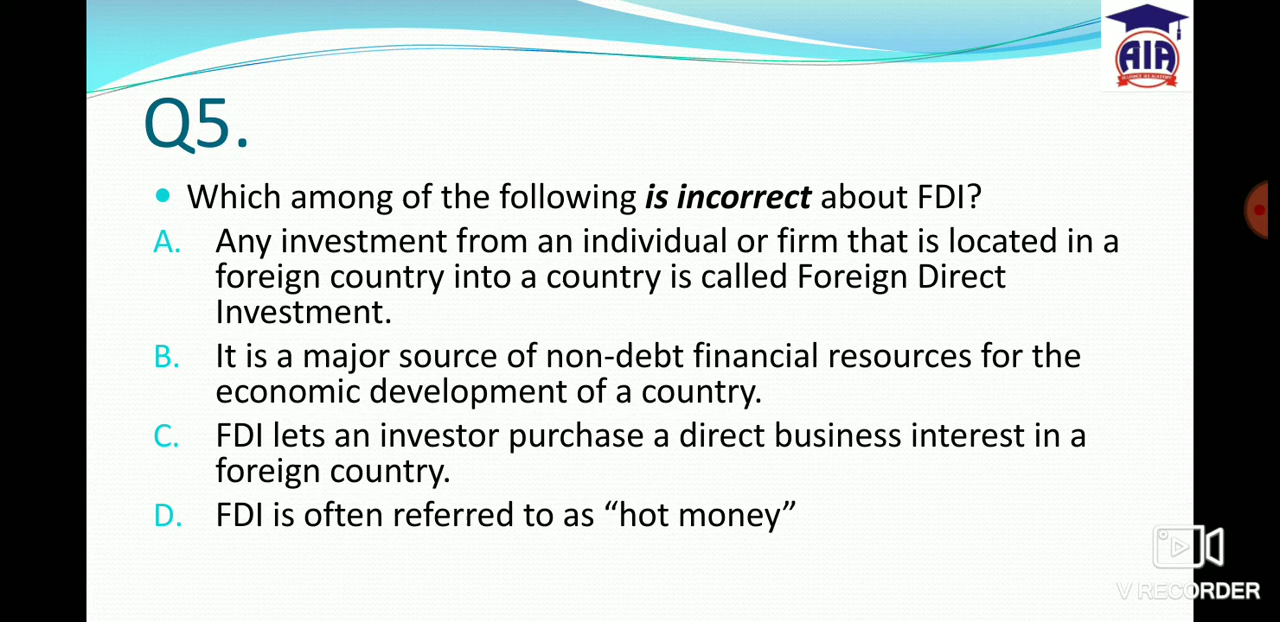 AIA
Q5.
• Which among of the following is incorrect about FDI?
A. Any investment from an individual or firm that is located in a
foreign country into a country is called Foreign Direct
Investment.
B. It is a major source of non-debt financial resources for the
economic development of a country.
C. FDI lets an investor purchase a direct business interest in a
foreign country.
D. FDI is often referred to as “hot money”
V RECORDER